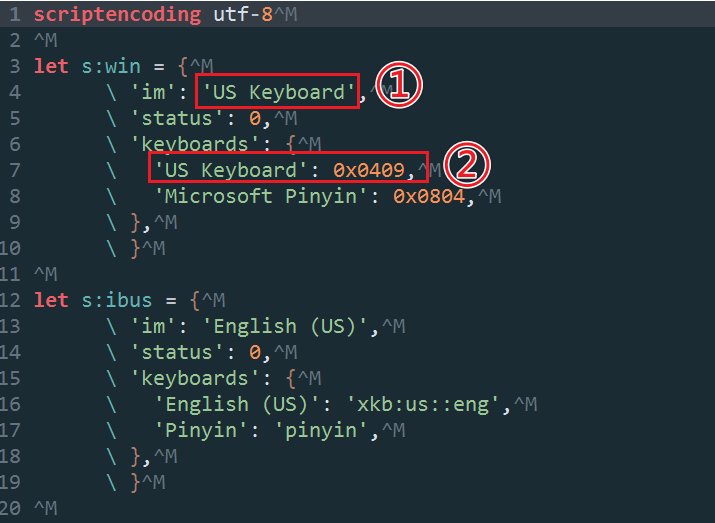 1 scriptencoding utf-8^M
2 ^M
3 let s:win = {^M
4 \ 'im': 'US Keyboard',^M ①
5 \ 'status': 0,^M
6 \ 'keyboards': {^M
7 \ 'US Keyboard': 0x0409,^M ②
8 \ 'Microsoft Pinyin': 0x0804,^M
9 \ },^M
10 \ }^M
11 ^M
12 let s:ibus = {^M
13 \ 'im': 'English (US)',^M
14 \ 'status': 0,^M
15 \ 'keyboards': {^M
16 \ 'English (US)': 'xkb:us::eng',^M
17 \ 'Pinyin': 'pinyin',^M
18 \ },^M
19 \ }^M
20 ^M